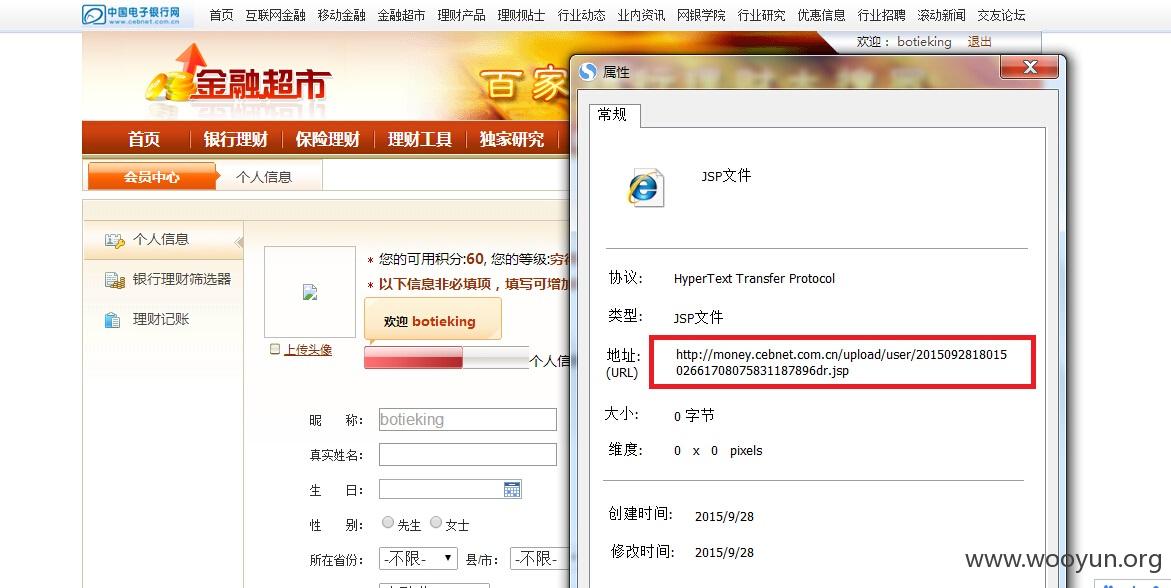 中国电子银行网
www.cebnet.com.cn
首页 互联网金融 移动金融 金融超市 理财产品 理财贴士 行业动态 业内资讯 网银学院 行业研究 优惠信息 行业招聘 滚动新闻 交友论坛
欢迎： botieking 退出
金融超市
百家
首页 银行理财 保险理财 理财工具 独家研究
会员中心 个人信息
个人信息
银行理财筛选器
理财记账
* 您的可用积分:60, 您的等级:穷
* 以下信息非必填项，填写可增加
欢迎 botieking
上传头像
个人信
昵 称： botieking
真实姓名：
生 日：
性 别： 先生 女士
所在省份： -不限- 县/市： -不限-
属性
常规
JSP文件
协议: HyperText Transfer Protocol
类型: JSP文件
地址:
(URL)
http://money.cebnet.com.cn/upload/user/2015092818015
02661708075831187896dr.jsp
大小: 0 字节
维度: 0 x 0 pixels
创建时间: 2015/9/28
修改时间: 2015/9/28
www.wooyun.org